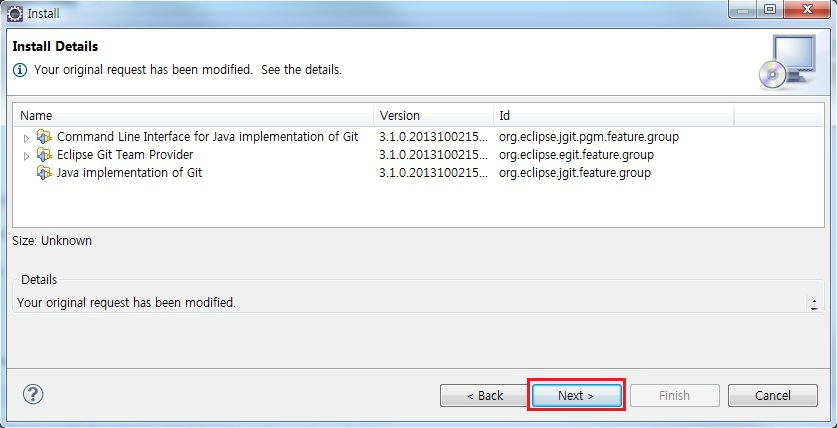 Install
Install Details
Your original request has been modified.  See the details.
Name Version Id
Command Line Interface for Java implementation of Git 3.1.0.2013100215... org.eclipse.jgit.pgm.feature.group
Eclipse Git Team Provider 3.1.0.2013100215... org.eclipse.egit.feature.group
Java implementation of Git 3.1.0.2013100215... org.eclipse.jgit.feature.group
Size: Unknown
Details
Your original request has been modified.
? < Back Next > Finish Cancel